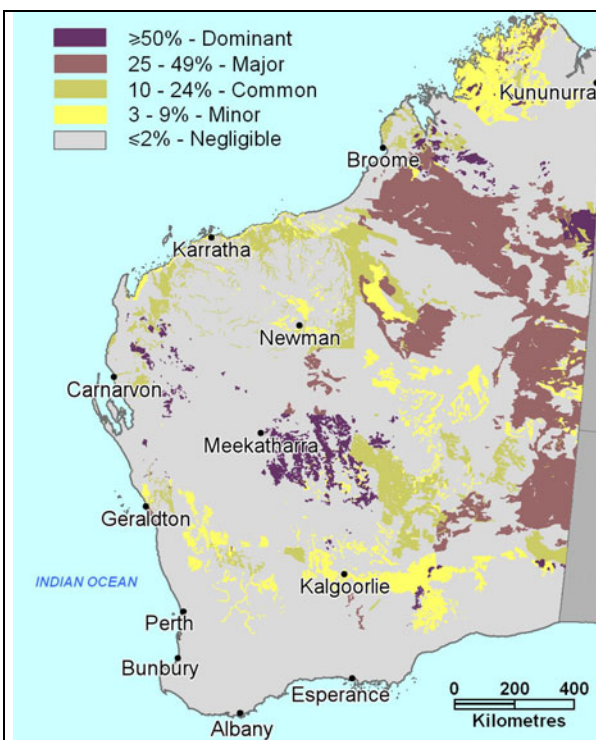 ≥50% - Dominant
25 - 49% - Major
10 - 24% - Common
3 - 9% - Minor
≤2% - Negligible
Kununurra
Broome
Karratha
Newman
Carnarvon
Meekatharra
Geraldton
INDIAN OCEAN
Kalgoorlie
Perth
Bunbury
Esperance
Albany
0 200 400
Kilometres